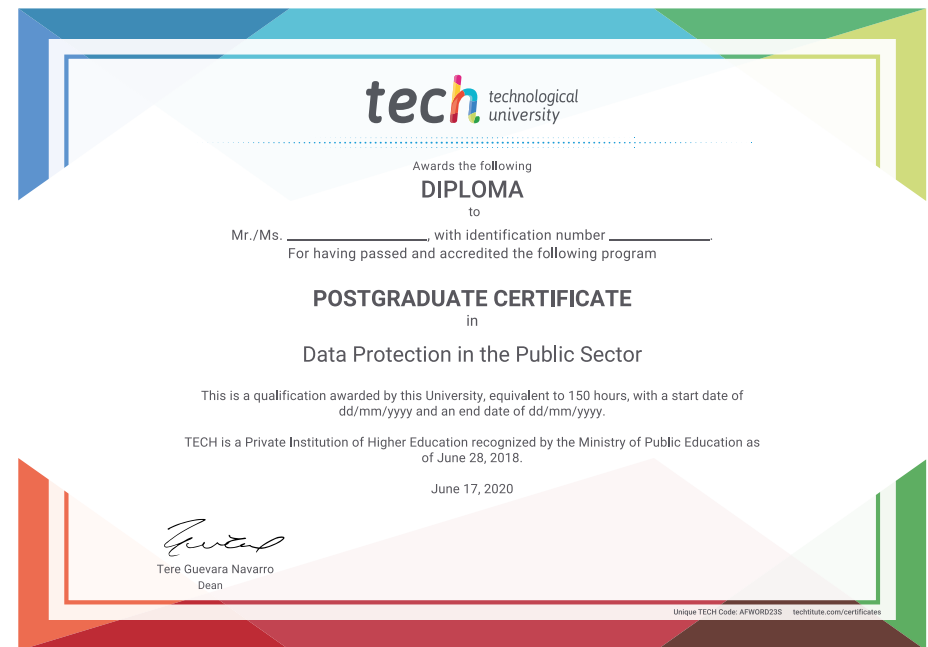 tech technological
university
Awards the following
DIPLOMA
to
Mr./Ms. ____________, with identification number ____________.
For having passed and accredited the following program
POSTGRADUATE CERTIFICATE
in
Data Protection in the Public Sector
This is a qualification awarded by this University, equivalent to 150 hours, with a start date of
dd/mm/yyyy and an end date of dd/mm/yyyy.
TECH is a Private Institution of Higher Education recognized by the Ministry of Public Education as
of June 28, 2018.
June 17, 2020
Tere Guevara Navarro
Dean
Unique TECH Code: AFWORD23S techtitute.com/certificates